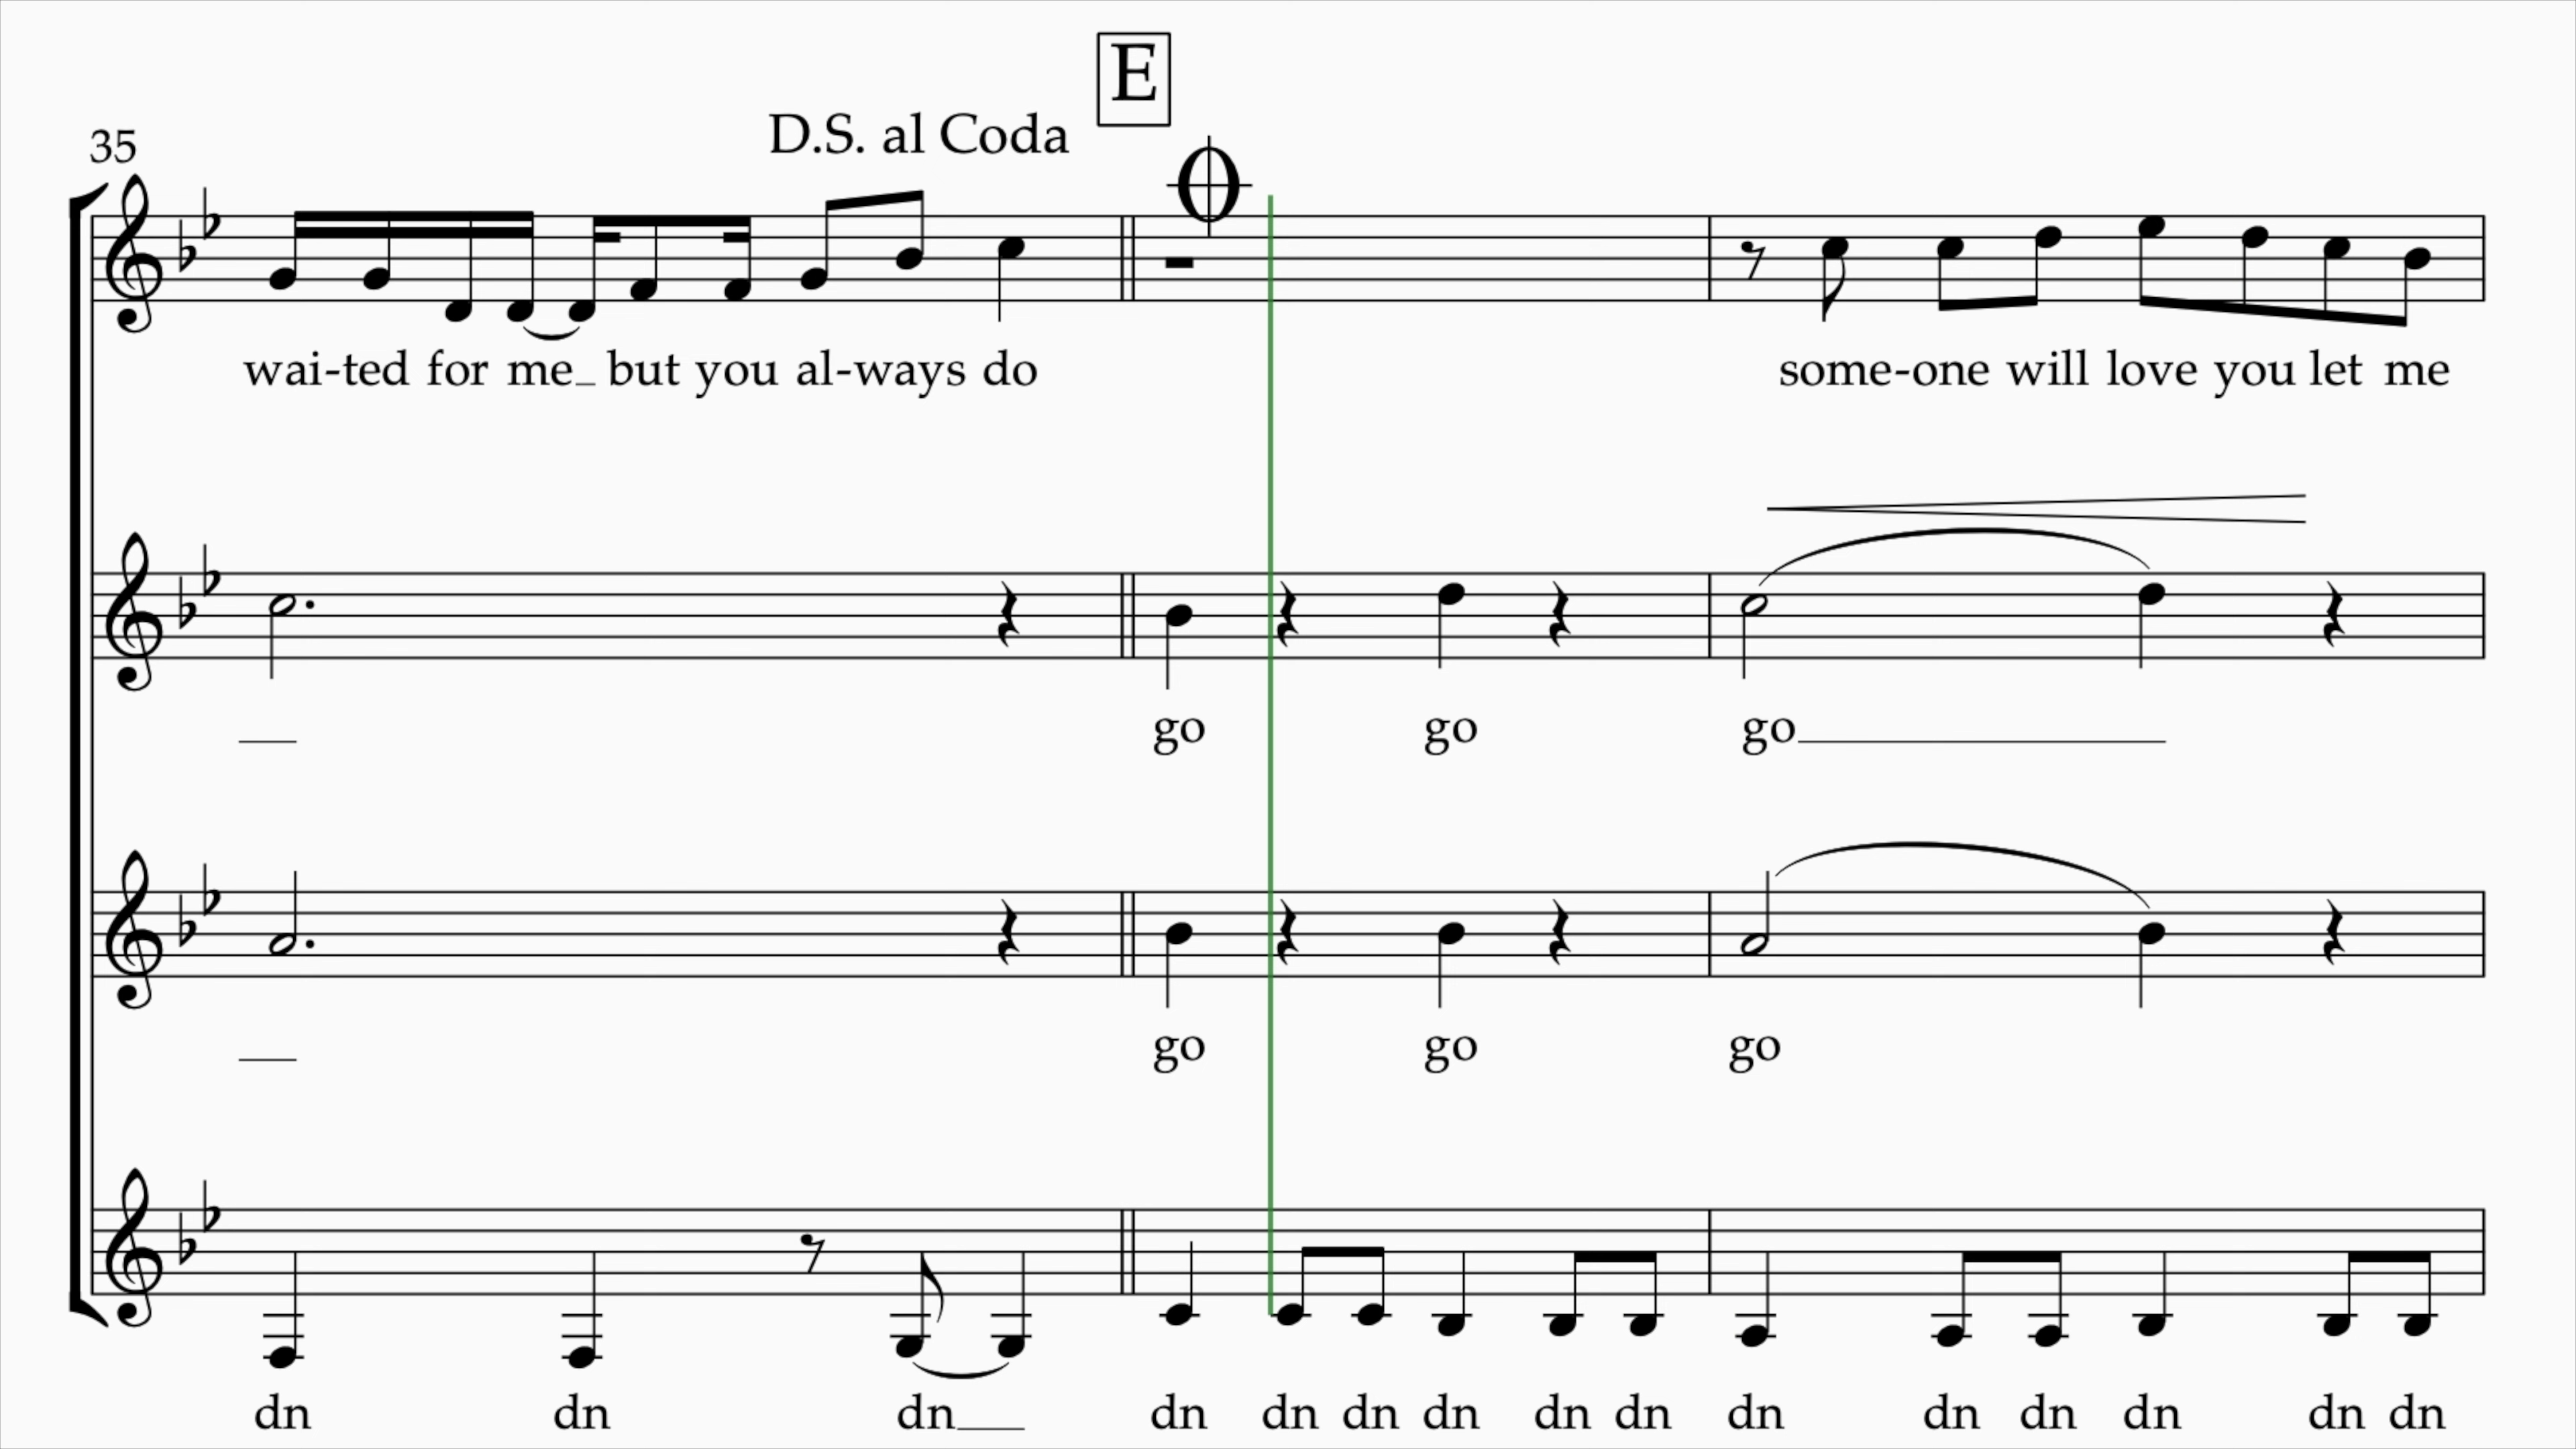 E
D.S. al Coda
35
wai-ted for me_ but you al-ways do some-one will love you let me
go go go
go go go
dn dn dn dn dn dn dn dn dn dn dn dn dn dn dn